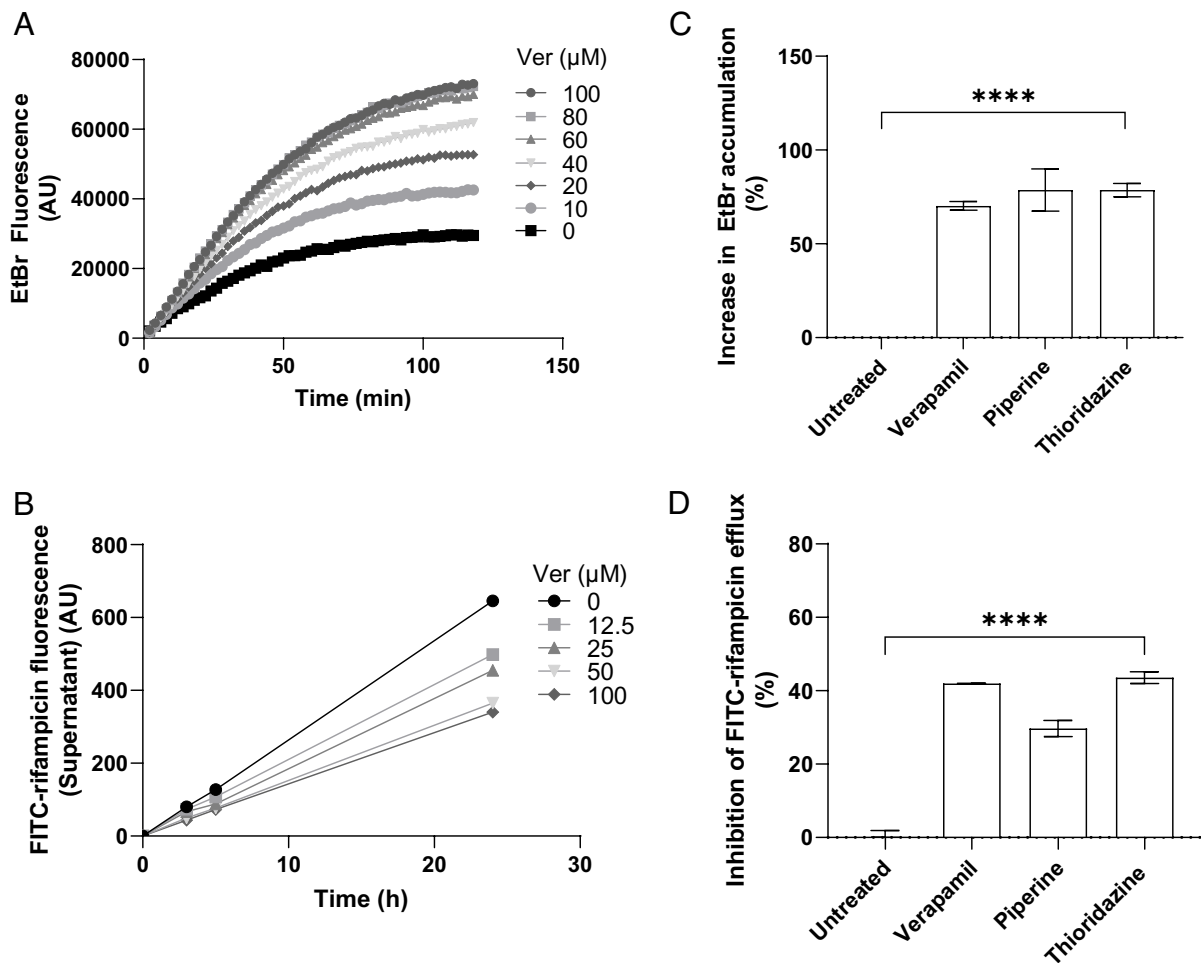 A
EtBr Fluorescence
(AU)
80000
60000
40000
20000
0
0
50
100
150
Time (min)
Ver (µM)
100
80
60
40
20
10
0
C
Increase in EtBr accumulation
(%)
150
100
50
0
****
Untreated
Verapamil
Piperine
Thioridazine
B
FITC-rifampicin fluorescence
(Supernatant) (AU)
800
600
400
200
0
0
10
20
30
Time (h)
Ver (µM)
0
12.5
25
50
100
D
Inhibition of FITC-rifampicin efflux
(%)
80
60
40
20
0
****
Untreated
Verapamil
Piperine
Thioridazine